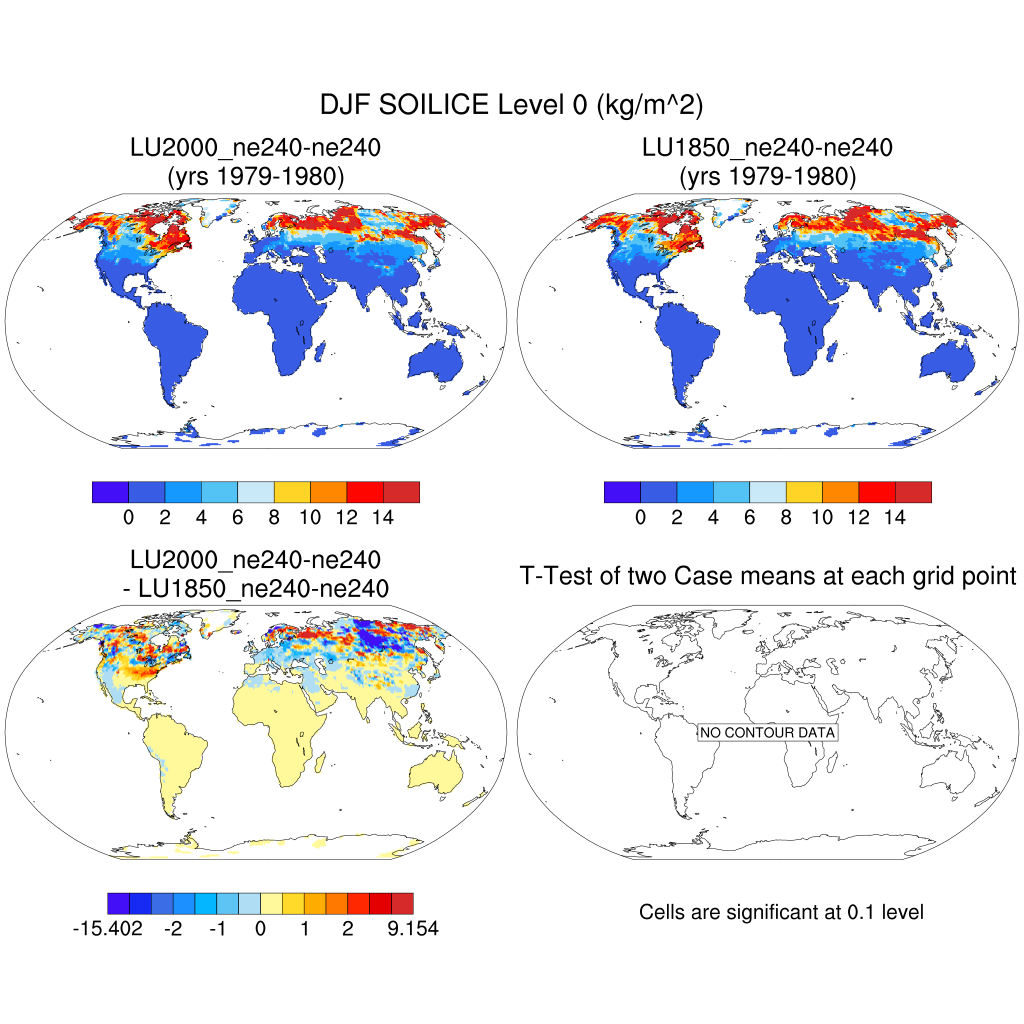 DJF SOILICE Level 0 (kg/m^2)
LU2000_ne240-ne240
(yrs 1979-1980)
LU1850_ne240-ne240
(yrs 1979-1980)
0 2 4 6 8 10 12 14
0 2 4 6 8 10 12 14
LU2000_ne240-ne240
- LU1850_ne240-ne240
T-Test of two Case means at each grid point
NO CONTOUR DATA
-15.402 -2 -1 0 1 2 9.154
Cells are significant at 0.1 level